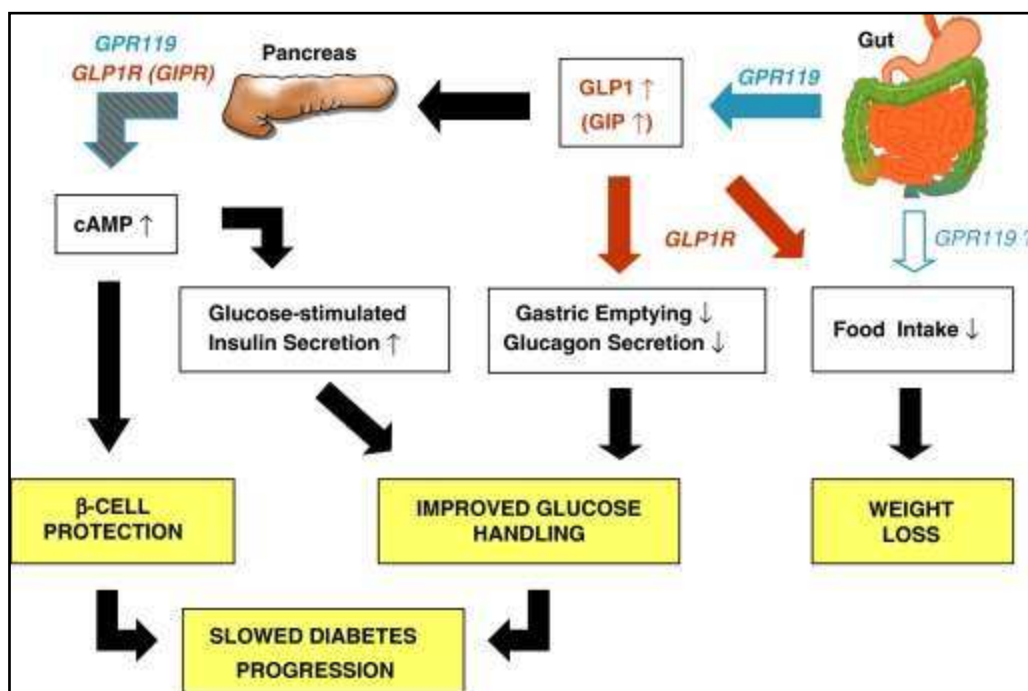 GPR119
GLP1R (GIPR)
Pancreas
GLP1 ↑
(GIP ↑)
GPR119
Gut
cAMP ↑
GLP1R
GPR119 ?
Glucose-stimulated
Insulin Secretion ↑
Gastric Emptying ↓
Glucagon Secretion ↓
Food Intake ↓
β-CELL
PROTECTION
IMPROVED GLUCOSE
HANDLING
WEIGHT
LOSS
SLOWED DIABETES
PROGRESSION